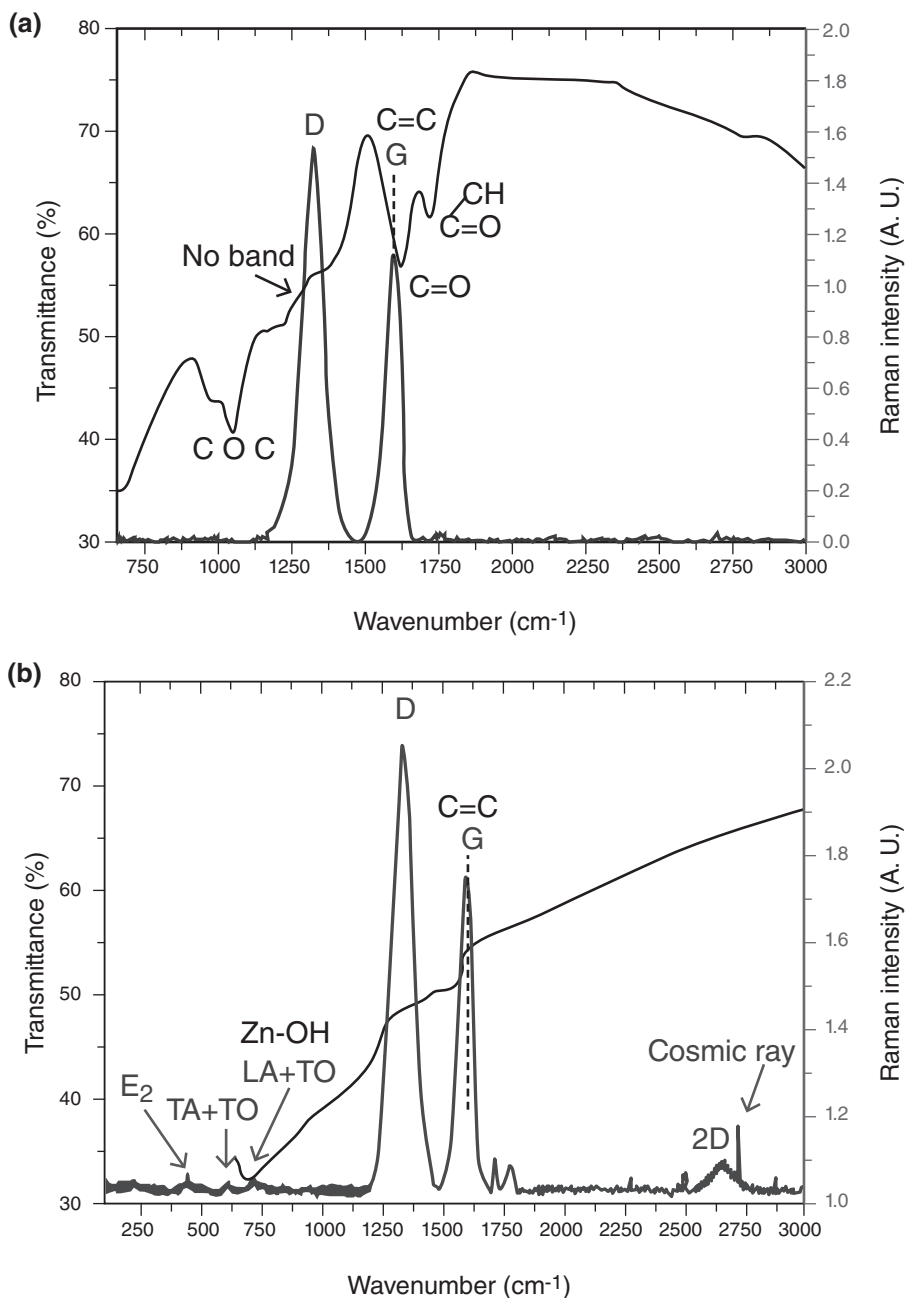 (a)
80
70
60
50
40
30
Transmittance (%)
D
C=C
G
CH
C=O
No band
C=O
C O C
2.0
1.8
1.6
1.4
1.2
1.0
0.8
0.6
0.4
0.2
0.0
Raman intensity (A. U.)
750 1000 1250 1500 1750 2000 2250 2500 2750 3000
Wavenumber (cm-1)
(b)
80
70
60
50
40
30
Transmittance (%)
D
C=C
G
Zn-OH
LA+TO
E2
TA+TO
Cosmic ray
2D
2.2
2.0
1.8
1.6
1.4
1.2
1.0
Raman intensity (A. U.)
250 500 750 1000 1250 1500 1750 2000 2250 2500 2750 3000
Wavenumber (cm-1)